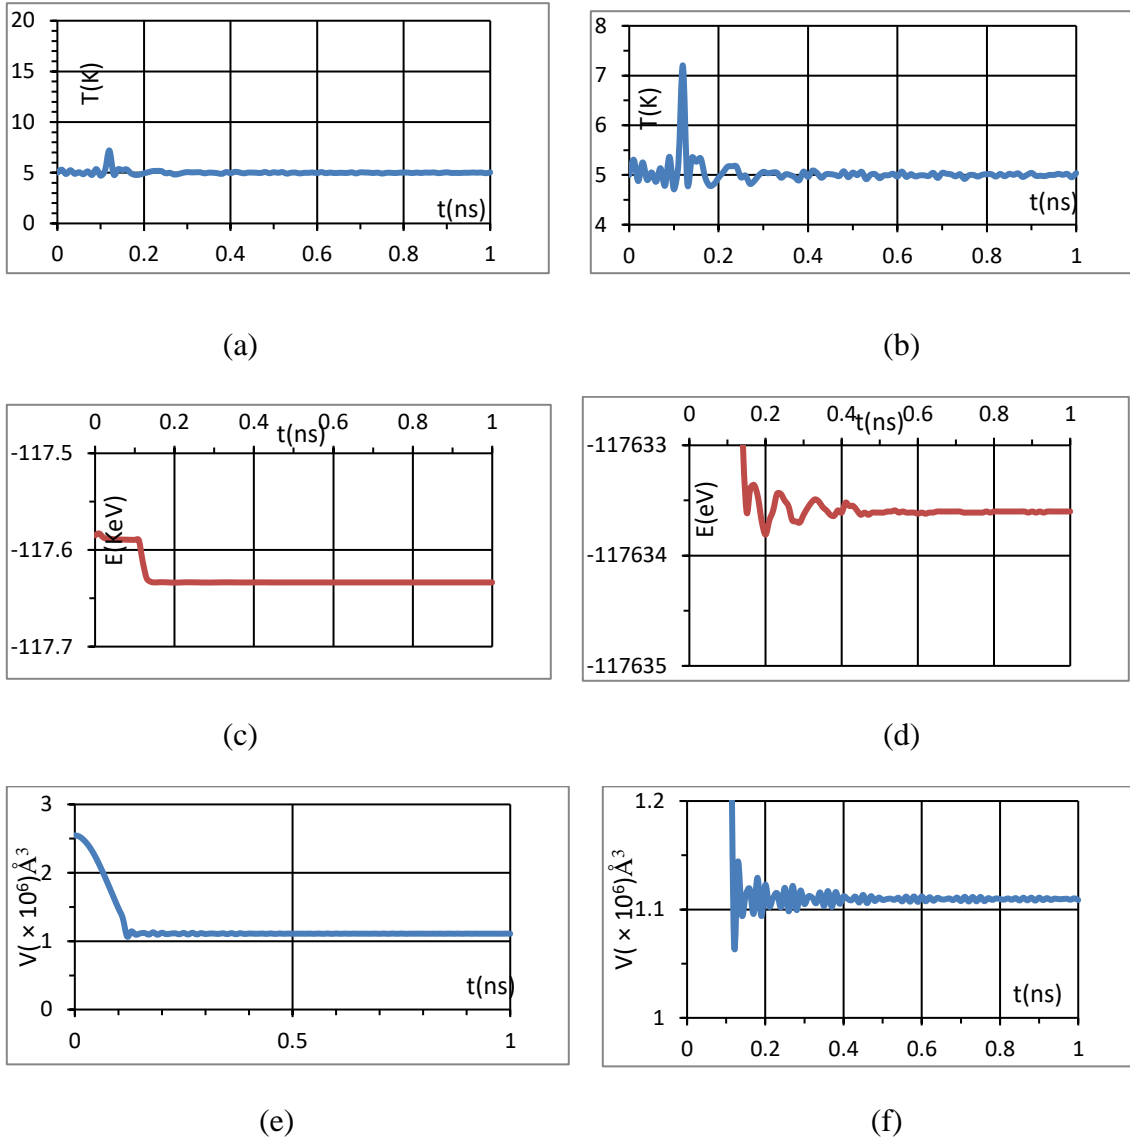 20
15
10
5
0
T(K)
t(ns)
0 0.2 0.4 0.6 0.8 1
(a)
8
7
6
5
4
T(K)
t(ns)
0 0.2 0.4 0.6 0.8 1
(b)
0 0.2 0.4 0.6 0.8 1
t(ns)
-117.5
-117.6
-117.7
E(KeV)
(c)
0 0.2 0.4 0.6 0.8 1
t(ns)
-117633
-117634
-117635
E(eV)
(d)
3
2
1
0
V( × 10⁶)Å³
t(ns)
0 0.5 1
(e)
1.2
1.1
1
V( × 10⁶)Å³
t(ns)
0 0.2 0.4 0.6 0.8 1
(f)